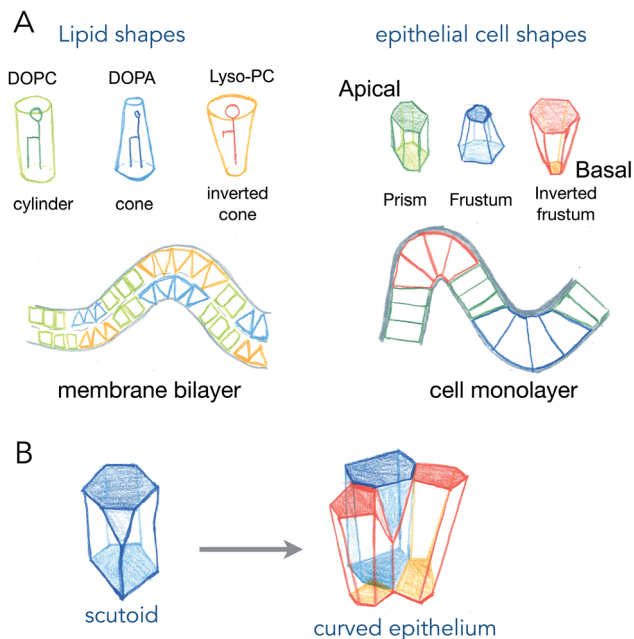 A
Lipid shapes
epithelial cell shapes
DOPC
DOPA
Lyso-PC
Apical
Basal
cylinder
cone
inverted
cone
Prism
Frustum
Inverted
frustum
membrane bilayer
cell monolayer
B
scutoid
curved epithelium